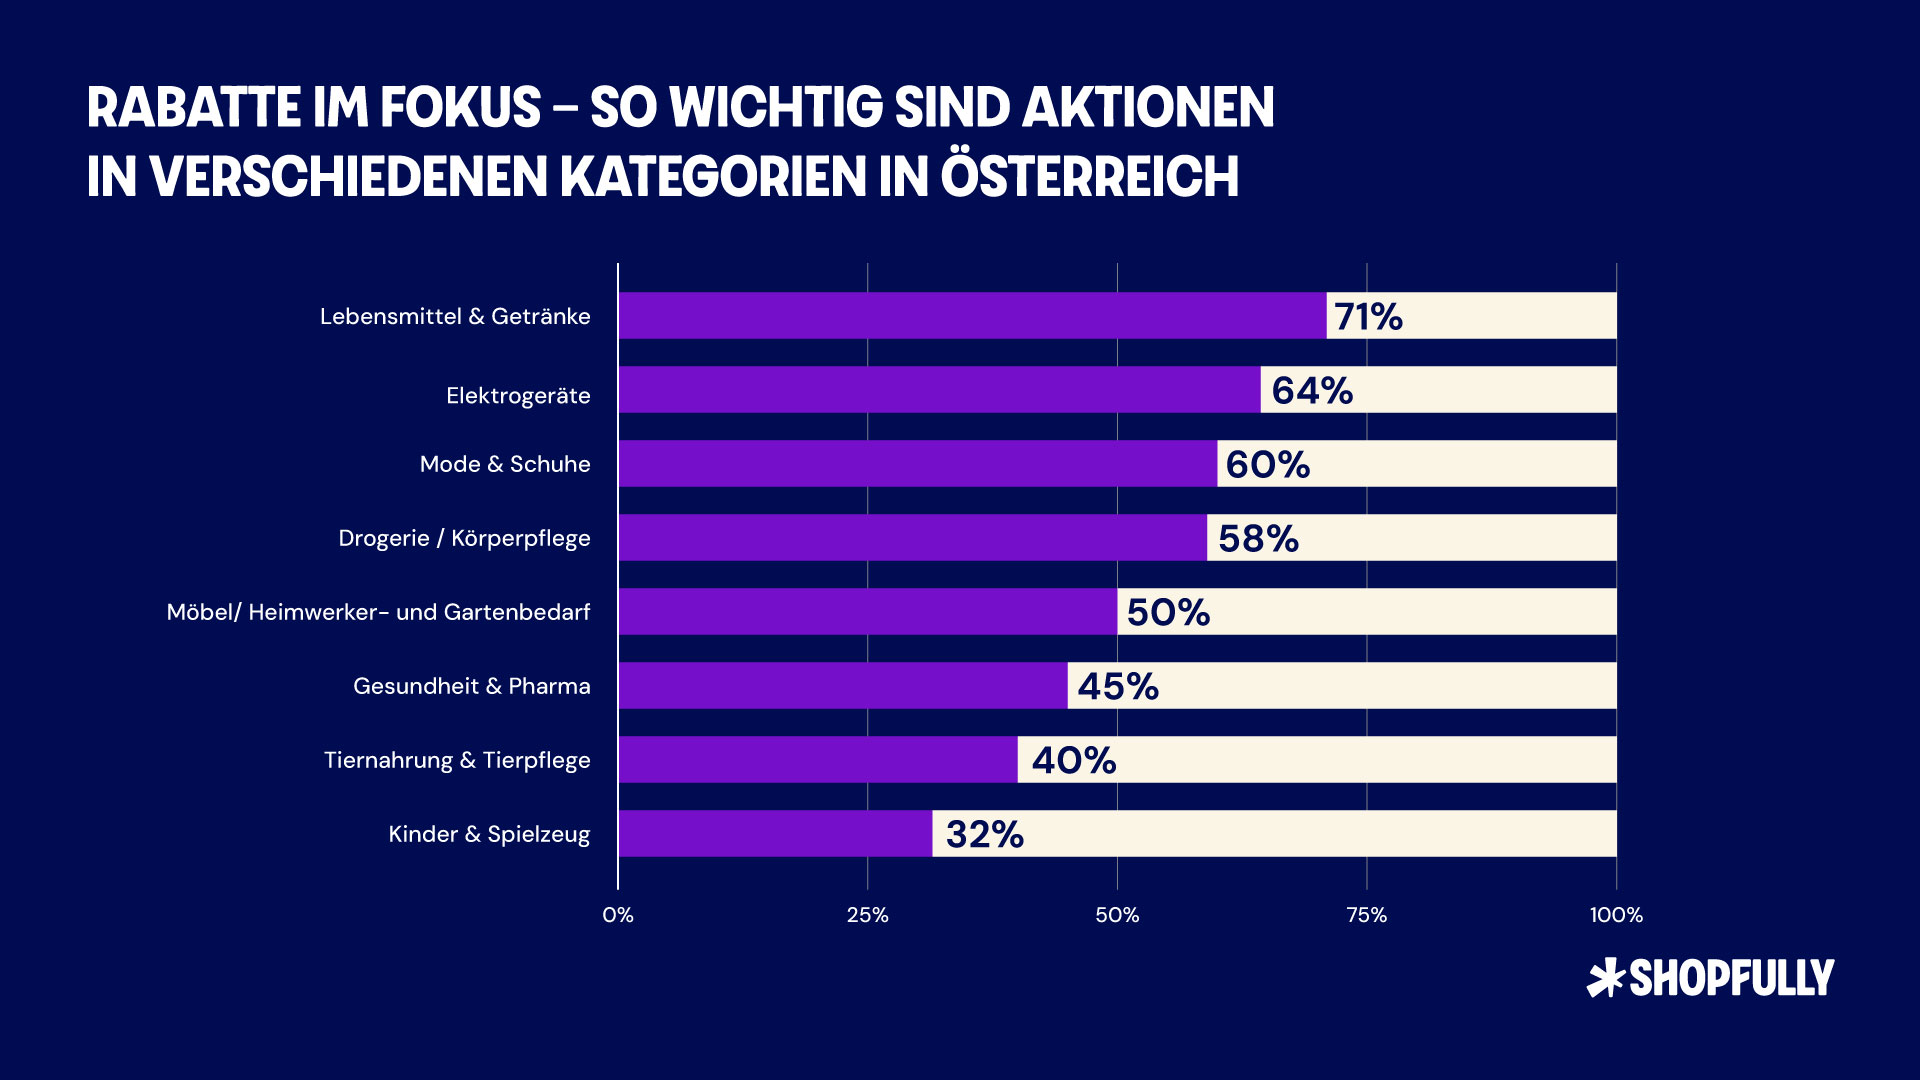 RABATTE IM FOKUS – SO WICHTIG SIND AKTIONEN
IN VERSCHIEDENEN KATEGORIEN IN ÖSTERREICH
Lebensmittel & Getränke 71%
Elektrogeräte 64%
Mode & Schuhe 60%
Drogerie / Körperpflege 58%
Möbel/ Heimwerker- und Gartenbedarf 50%
Gesundheit & Pharma 45%
Tiernahrung & Tierpflege 40%
Kinder & Spielzeug 32%
0% 25% 50% 75% 100%
SHOPFULLY